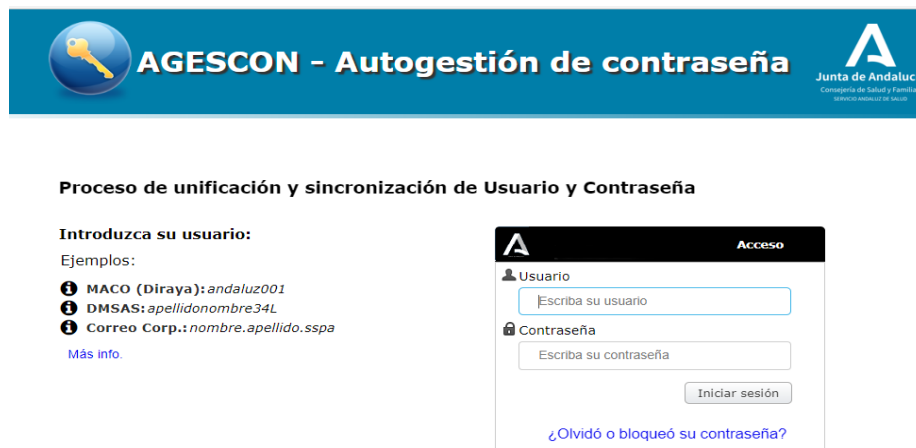 AGESCON - Autogestión de contraseña
Junta de Andaluc
Consejería de Salud y Familia
SERVICIO ANDALUZ DE SALUD
Proceso de unificación y sincronización de Usuario y Contraseña
Introduzca su usuario:
Ejemplos:
MACO (Diraya): andaluz001
DMSAS: apellidonombre34L
Correo Corp.: nombre.apellido.sspa
Más info.
Acceso
Usuario
Escriba su usuario
Contraseña
Escriba su contraseña
Iniciar sesión
¿Olvidó o bloqueó su contraseña?